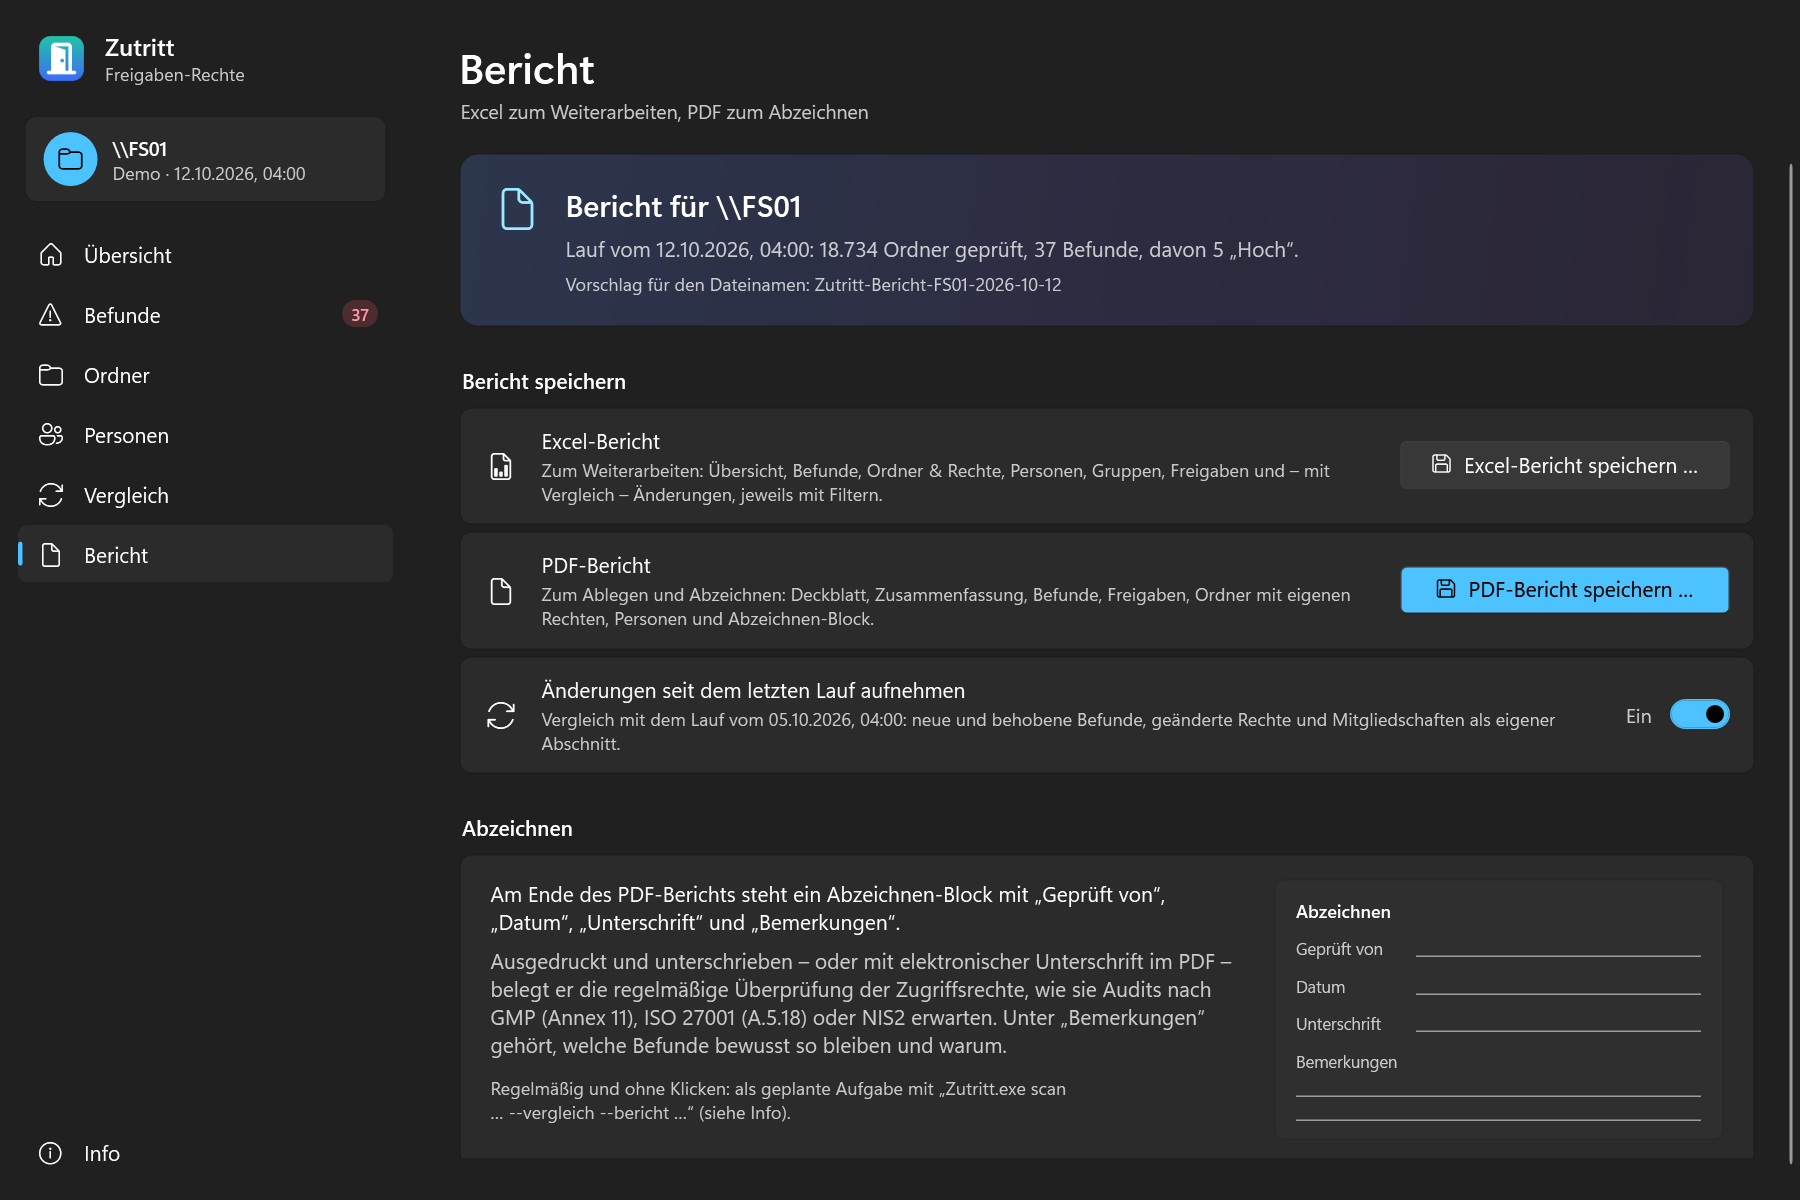 Zutritt
Freigaben-Rechte
\\FS01
Demo · 12.10.2026, 04:00
Übersicht
Befunde
37
Ordner
Personen
Vergleich
Bericht
Info
Bericht
Excel zum Weiterarbeiten, PDF zum Abzeichnen
Bericht für \\FS01
Lauf vom 12.10.2026, 04:00: 18.734 Ordner geprüft, 37 Befunde, davon 5 „Hoch“.
Vorschlag für den Dateinamen: Zutritt-Bericht-FS01-2026-10-12
Bericht speichern
Excel-Bericht
Zum Weiterarbeiten: Übersicht, Befunde, Ordner & Rechte, Personen, Gruppen, Freigaben und – mit
Vergleich – Änderungen, jeweils mit Filtern.
Excel-Bericht speichern ...
PDF-Bericht
Zum Ablegen und Abzeichnen: Deckblatt, Zusammenfassung, Befunde, Freigaben, Ordner mit eigenen
Rechten, Personen und Abzeichnen-Block.
PDF-Bericht speichern ...
Änderungen seit dem letzten Lauf aufnehmen
Vergleich mit dem Lauf vom 05.10.2026, 04:00: neue und behobene Befunde, geänderte Rechte und Mitgliedschaften als eigener
Abschnitt.
Ein
Abzeichnen
Am Ende des PDF-Berichts steht ein Abzeichnen-Block mit „Geprüft von“,
„Datum“, „Unterschrift“ und „Bemerkungen“.
Ausgedruckt und unterschrieben – oder mit elektronischer Unterschrift im PDF –
belegt er die regelmäßige Überprüfung der Zugriffsrechte, wie sie Audits nach
GMP (Annex 11), ISO 27001 (A.5.18) oder NIS2 erwarten. Unter „Bemerkungen“
gehört, welche Befunde bewusst so bleiben und warum.
Regelmäßig und ohne Klicken: als geplante Aufgabe mit „Zutritt.exe scan
... --vergleich --bericht ...“ (siehe Info).
Abzeichnen
Geprüft von
Datum
Unterschrift
Bemerkungen